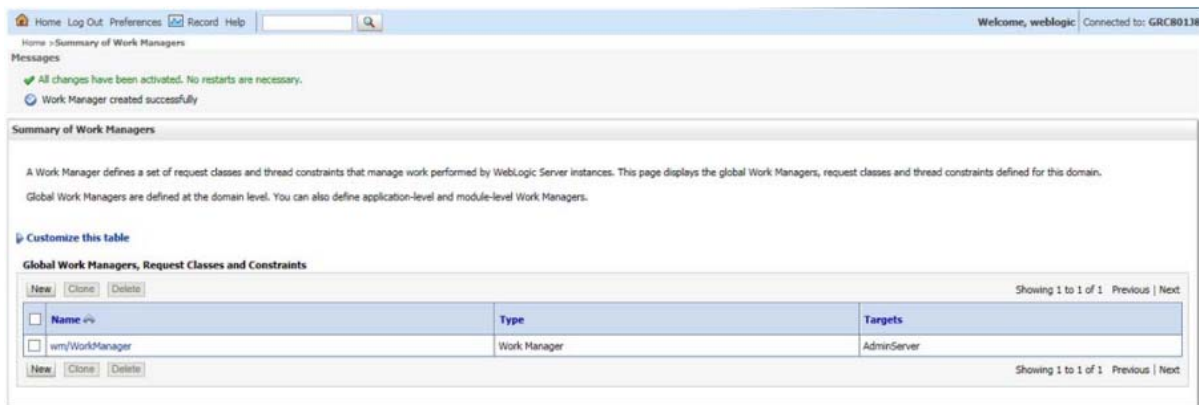 Home Log Out Preferences Record Help
Welcome, weblogic Connected to: GRC801J8
Home >Summary of Work Managers
Messages
All changes have been activated. No restarts are necessary.
Work Manager created successfully
Summary of Work Managers
A Work Manager defines a set of request classes and thread constraints that manage work performed by WebLogic Server instances. This page displays the global Work Managers, request classes and thread constraints defined for this domain.
Global Work Managers are defined at the domain level. You can also define application-level and module-level Work Managers.
Customize this table
Global Work Managers, Request Classes and Constraints
New Clone Delete
Showing 1 to 1 of 1 Previous | Next
Name Type Targets
wm/WorkManager Work Manager AdminServer
New Clone Delete
Showing 1 to 1 of 1 Previous | Next